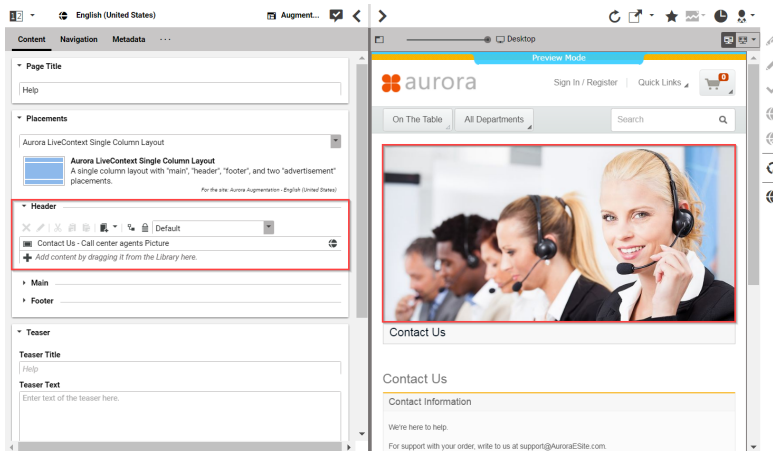 1 2
English (United States)
Augment...
Content Navigation Metadata ...
Page Title
Help
Placements
Aurora LiveContext Single Column Layout
Aurora LiveContext Single Column Layout
A single column layout with "main", "header", "footer", and two "advertisement"
placements.
For the site: Aurora Augmentation - English (United States)
Header
Default
Contact Us - Call center agents Picture
Add content by dragging it from the Library here.
Main
Footer
Teaser
Teaser Title
Help
Teaser Text
Enter text of the teaser here.
Desktop
Preview Mode
aurora
Sign In / Register
Quick Links
0
On The Table
All Departments
Search
Contact Us
Contact Us
Contact Information
We're here to help.
For support with your order, write to us at support@AuroraESite.com.